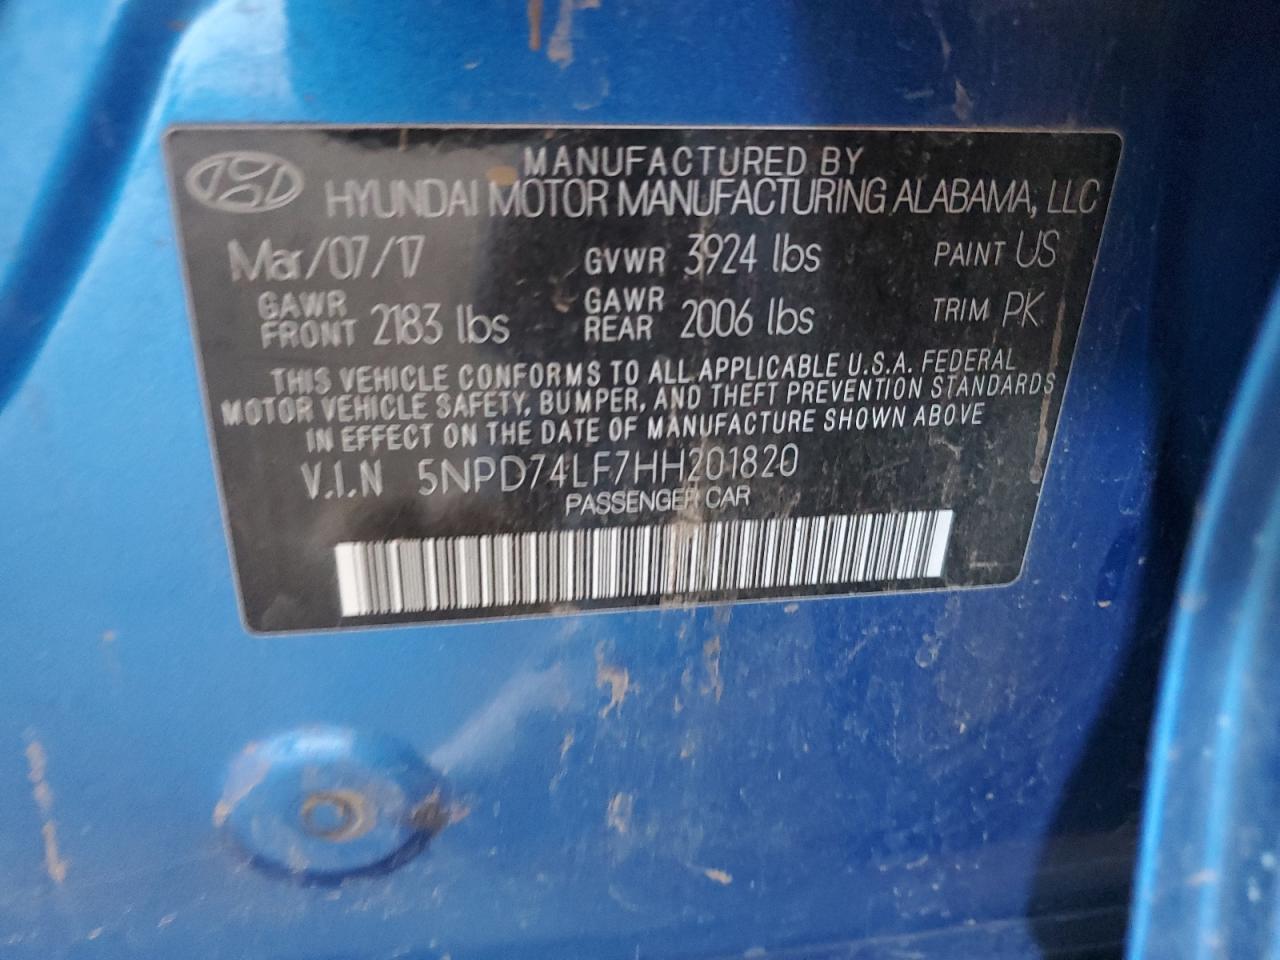 MANUFACTURED BY
HYUNDAI MOTOR MANUFACTURING ALABAMA, LLC
Mar/07/17 GVWR 3924 lbs PAINT US
GAWR FRONT 2183 lbs GAWR REAR 2006 lbs TRIM PK
THIS VEHICLE CONFORMS TO ALL APPLICABLE U.S.A. FEDERAL
MOTOR VEHICLE SAFETY, BUMPER, AND THEFT PREVENTION STANDARDS
IN EFFECT ON THE DATE OF MANUFACTURE SHOWN ABOVE
V.I.N 5NPD74LF7HH201820
PASSENGER CAR